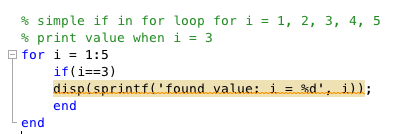 % simple if in for loop for i = 1, 2, 3, 4, 5
% print value when i = 3
for i = 1:5
if(i==3)
disp(sprintf('found value: i = %d', i));
end
end